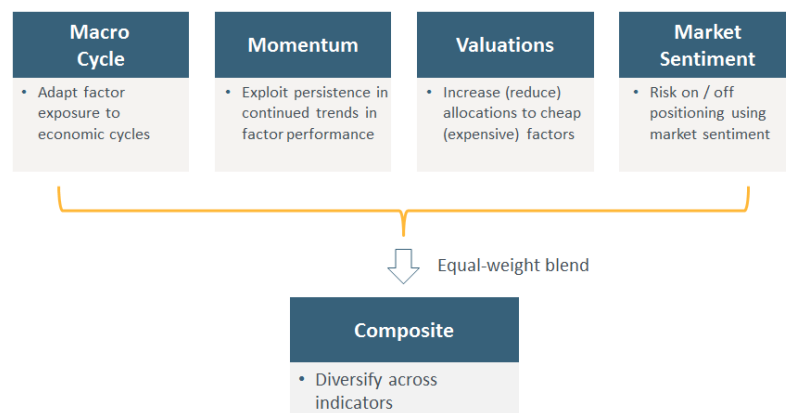 Macro
Cycle
• Adapt factor
exposure to
economic cycles
Momentum
• Exploit persistence in
continued trends in
factor performance
Valuations
• Increase (reduce)
allocations to cheap
(expensive) factors
Market
Sentiment
• Risk on / off
positioning using
market sentiment
Equal-weight blend
Composite
• Diversify across
indicators